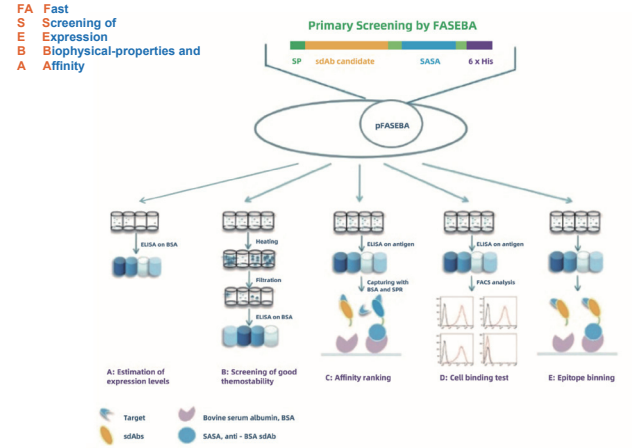 FA Fast
S Screening of
E Expression
B Biophysical-properties and
A Affinity
Primary Screening by FASEBA
SP sdAb candidate SASA 6 x His
pFASEBA
ELISA on BSA
Heating
Filtration
ELISA on BSA
ELISA on antigen
Capturing with
BSA and SPR
ELISA on antigen
FACS analysis
A: Estimation of
expression levels
B: Screening of good
themostability
C: Affinity ranking
D: Cell binding test
E: Epitope binning
Target
Bovine serum albumin, BSA
sdAbs
SASA, anti - BSA sdAb